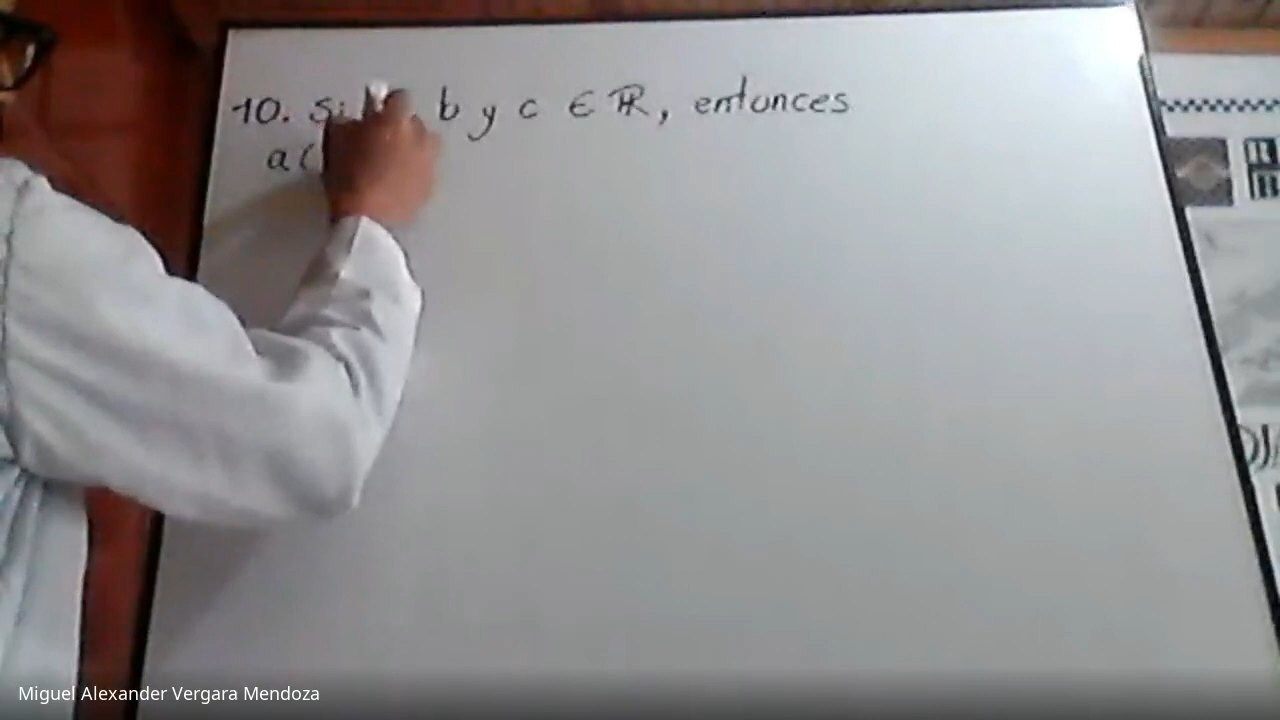 10. Si b y c ∈ ℝ, entonces
a(
R
B
Miguel Alexander Vergara Mendoza